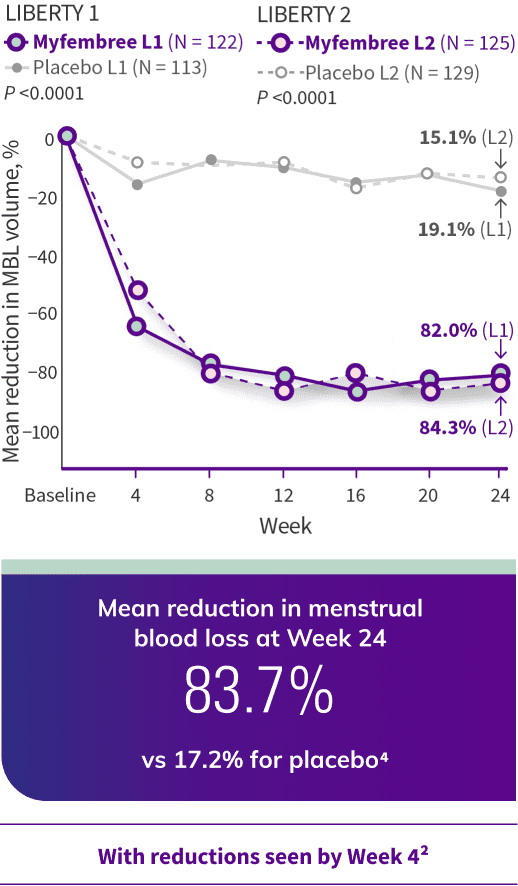 LIBERTY 1
Myfembree L1 (N = 122)
Placebo L1 (N = 113)
P <0.0001
LIBERTY 2
Myfembree L2 (N = 125)
Placebo L2 (N = 129)
P <0.0001
Mean reduction in MBL volume, %
0
−20
−40
−60
−80
−100
15.1% (L2)
19.1% (L1)
82.0% (L1)
84.3% (L2)
Baseline 4 8 12 16 20 24
Week
Mean reduction in menstrual
blood loss at Week 24
83.7%
vs 17.2% for placebo⁴
With reductions seen by Week 4²